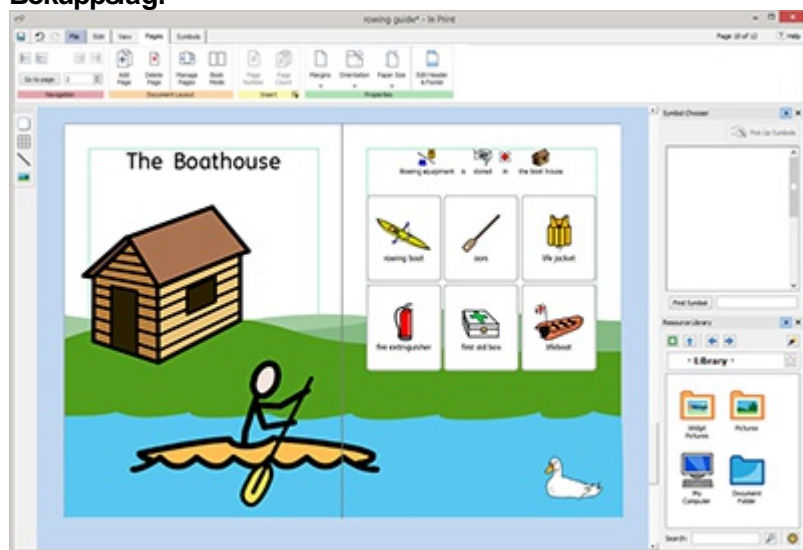 Bokuppslag:
rowing guide* - In Print
File Edit View Pages Symbols
Page 10 of 12 Help
Go to page
Add Page
Delete Page
Manage Pages
Book Mode
Page Number
Page Count
Margins
Orientation
Paper Size
Edit Header & Footer
Navigation
Document Layout
Insert
Properties
The Boathouse
Rowing equipment is stored in the boat house
rowing boat
oars
life jacket
fire extinguisher
first aid box
lifeboat
Symbol Chooser
Pick Up Symbols
Find Symbol
Resource Library
Library
Widgit Pictures
Pictures
My Computer
Document Folder
Search: